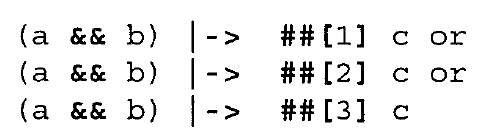 (a && b) |-> ##[1] c or
(a && b) |-> ##[2] c or
(a && b) |-> ##[3] c